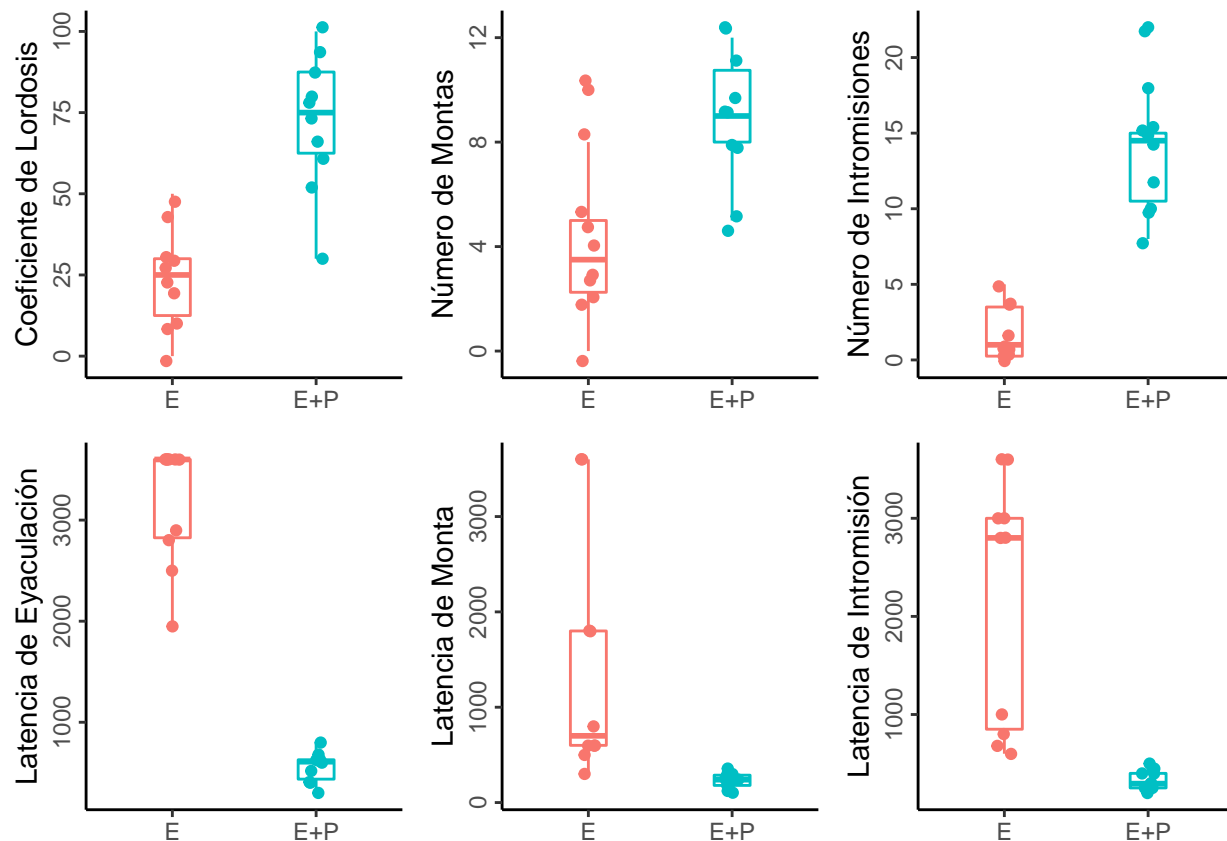 Coeficiente de Lordosis
100
75
50
25
0
E
E+P
Número de Montas
12
8
4
0
E
E+P
Número de Intromisiones
20
15
10
5
0
E
E+P
Latencia de Eyaculación
3000
2000
1000
E
E+P
Latencia de Monta
3000
2000
1000
0
E
E+P
Latencia de Intromisión
3000
2000
1000
E
E+P